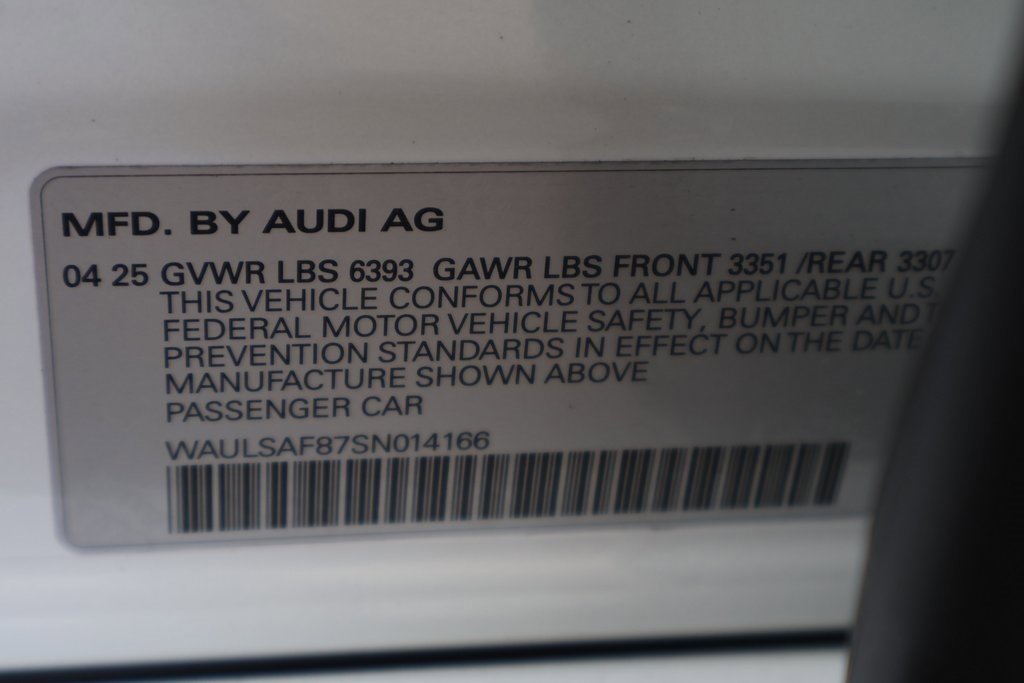 MFD. BY AUDI AG
04 25 GVWR LBS 6393 GAWR LBS FRONT 3351 /REAR 3307
THIS VEHICLE CONFORMS TO ALL APPLICABLE U.S
FEDERAL MOTOR VEHICLE SAFETY, BUMPER AND
PREVENTION STANDARDS IN EFFECT ON THE DATE
MANUFACTURE SHOWN ABOVE
PASSENGER CAR
WAULSAF87SN014166